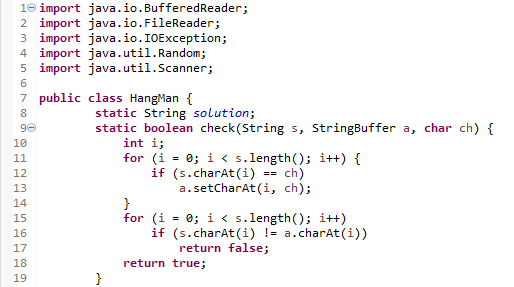 1 import java.io.BufferedReader;
2 import java.io.FileReader;
3 import java.io.IOException;
4 import java.util.Random;
5 import java.util.Scanner;
6
7 public class HangMan {
8         static String solution;
9         static boolean check(String s, StringBuffer a, char ch) {
10             int i;
11             for (i = 0; i < s.length(); i++) {
12                 if (s.charAt(i) == ch)
13                     a.setCharAt(i, ch);
14             }
15             for (i = 0; i < s.length(); i++)
16                 if (s.charAt(i) != a.charAt(i))
17                     return false;
18             return true;
19         }